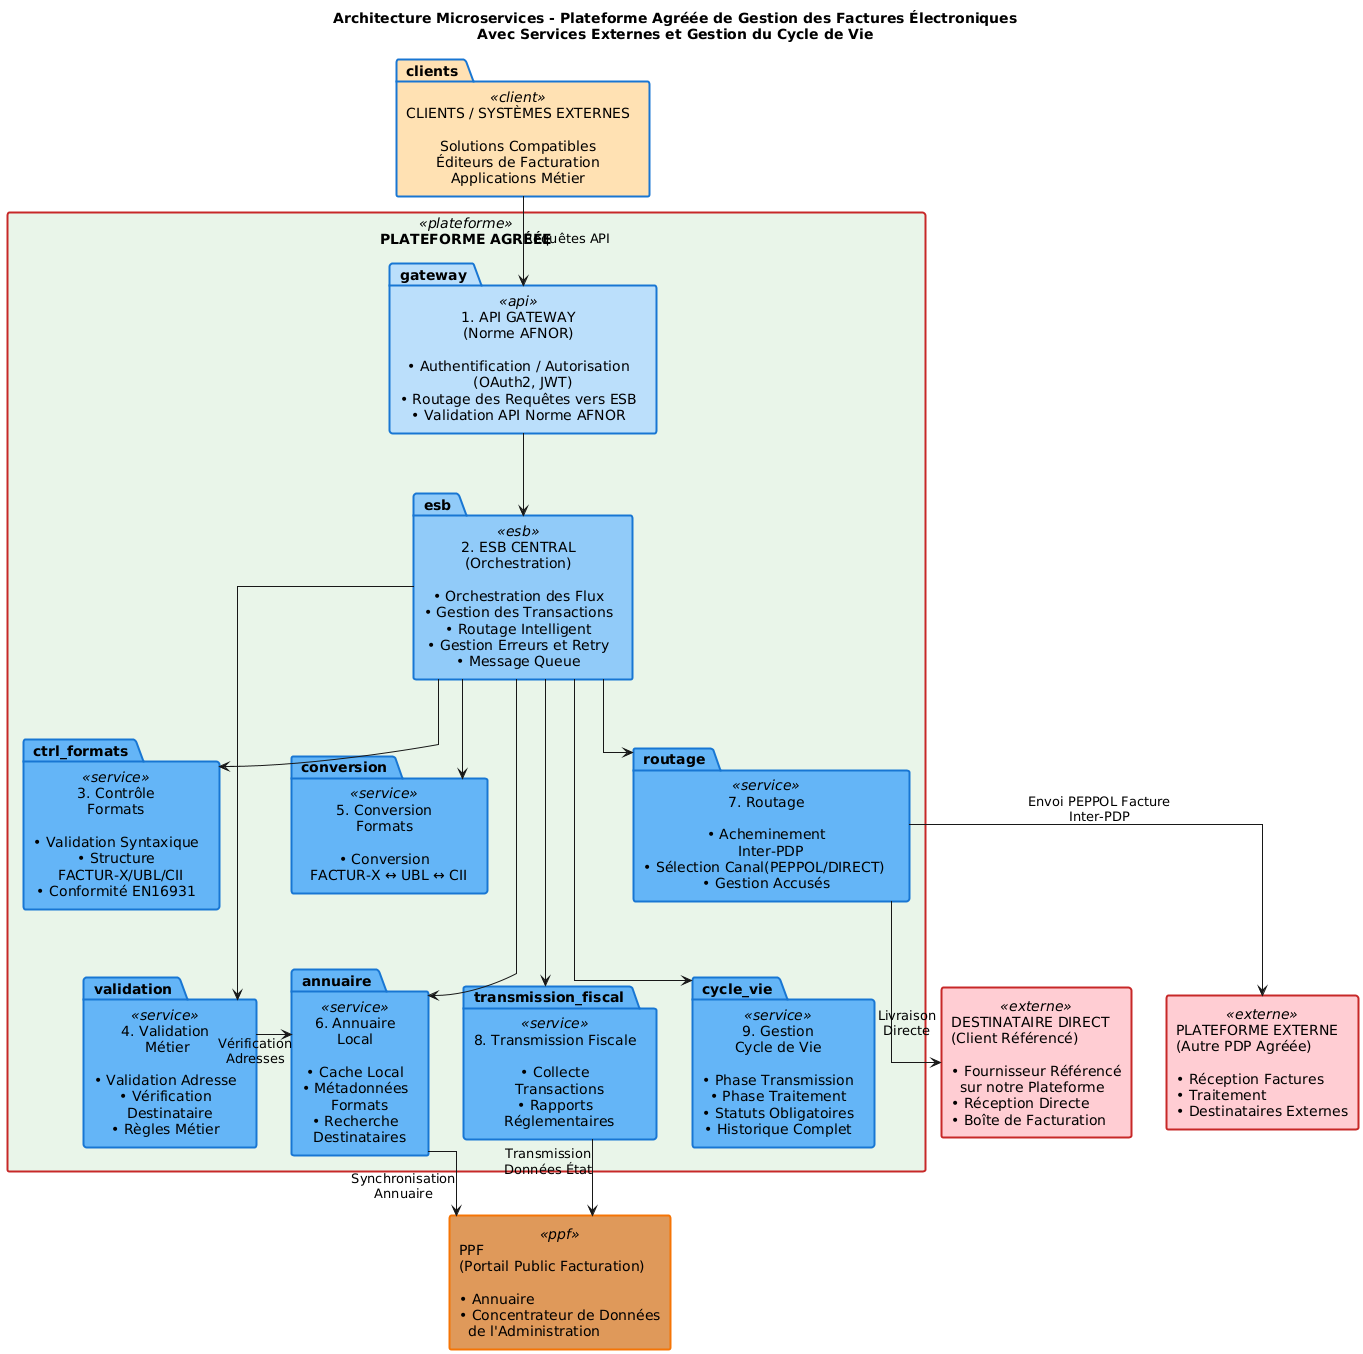 Architecture Microservices - Plateforme Agréée de Gestion des Factures Électroniques
Avec Services Externes et Gestion du Cycle de Vie
clients
«client»
CLIENTS / SYSTÈMES EXTERNES
Solutions Compatibles
Éditeurs de Facturation
Applications Métier
«plateforme»
PLATEFORME AGRÉÉE
Requêtes API
gateway
«api»
1. API GATEWAY
(Norme AFNOR)
• Authentification / Autorisation
(OAuth2, JWT)
• Routage des Requêtes vers ESB
• Validation API Norme AFNOR
esb
«esb»
2. ESB CENTRAL
(Orchestration)
• Orchestration des Flux
• Gestion des Transactions
• Routage Intelligent
• Gestion Erreurs et Retry
• Message Queue
ctrl_formats
«service»
3. Contrôle
Formats
• Validation Syntaxique
• Structure
FACTUR-X/UBL/CII
• Conformité EN16931
conversion
«service»
5. Conversion
Formats
• Conversion
FACTUR-X ↔ UBL ↔ CII
routage
«service»
7. Routage
• Acheminement
Inter-PDP
• Sélection Canal(PEPPOL/DIRECT)
• Gestion Accusés
Envoi PEPPOL Facture
Inter-PDP
validation
«service»
4. Validation
Métier
• Validation Adresse
• Vérification
Destinataire
• Règles Métier
Vérification
Adresses
annuaire
«service»
6. Annuaire
Local
• Cache Local
• Métadonnées
Formats
• Recherche
Destinataires
transmission_fiscal
«service»
8. Transmission Fiscale
• Collecte
Transactions
• Rapports
Réglementaires
cycle_vie
«service»
9. Gestion
Cycle de Vie
• Phase Transmission
• Phase Traitement
• Statuts Obligatoires
• Historique Complet
Livraison
Directe
«externe»
DESTINATAIRE DIRECT
(Client Référencé)
• Fournisseur Référencé
sur notre Plateforme
• Réception Directe
• Boîte de Facturation
«externe»
PLATEFORME EXTERNE
(Autre PDP Agréée)
• Réception Factures
• Traitement
• Destinataires Externes
Synchronisation
Annuaire
Transmission
Données État
«ppf»
PPF
(Portail Public Facturation)
• Annuaire
• Concentrateur de Données
de l'Administration